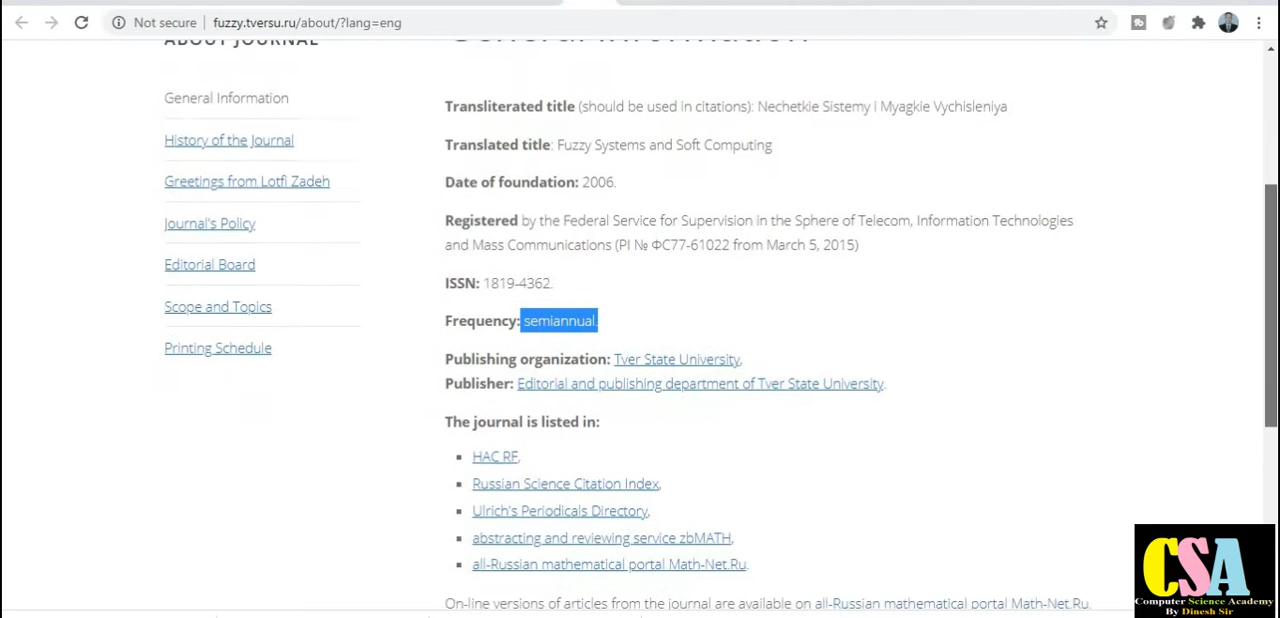 Not secure
fuzzy.tversu.ru/about/?lang=eng
ABOUT JOURNAL
General Information
General Information
History of the Journal
Greetings from Lotfi Zadeh
Journal's Policy
Editorial Board
Scope and Topics
Printing Schedule
Transliterated title (should be used in citations): Nechetkie Sistemy i Myagkie Vychisleniya
Translated title: Fuzzy Systems and Soft Computing
Date of foundation: 2006.
Registered by the Federal Service for Supervision in the Sphere of Telecom, Information Technologies
and Mass Communications (PI № ФС77-61022 from March 5, 2015)
ISSN: 1819-4362.
Frequency: semiannual.
Publishing organization: Tver State University,
Publisher: Editorial and publishing department of Tver State University.
The journal is listed in:
HAC RF,
Russian Science Citation Index,
Ulrich's Periodicals Directory,
abstracting and reviewing service zbMATH,
all-Russian mathematical portal Math-Net.Ru.
On-line versions of articles from the journal are available on all-Russian mathematical portal Math-Net.Ru.
CSA
Computer Science Academy
By Dinesh Sir